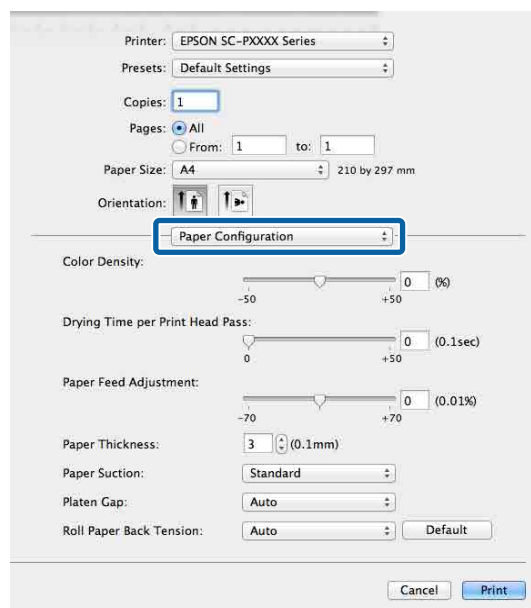 Printer: EPSON SC-PXXXX Series
Presets: Default Settings
Copies: 1
Pages: All
From: 1 to: 1
Paper Size: A4 210 by 297 mm
Orientation:
Paper Configuration
Color Density:
0 (%)
-50 +50
Drying Time per Print Head Pass:
0 (0.1sec)
0 +50
Paper Feed Adjustment:
0 (0.01%)
-70 +70
Paper Thickness: 3 (0.1mm)
Paper Suction: Standard
Platen Gap: Auto
Roll Paper Back Tension: Auto Default
Cancel Print